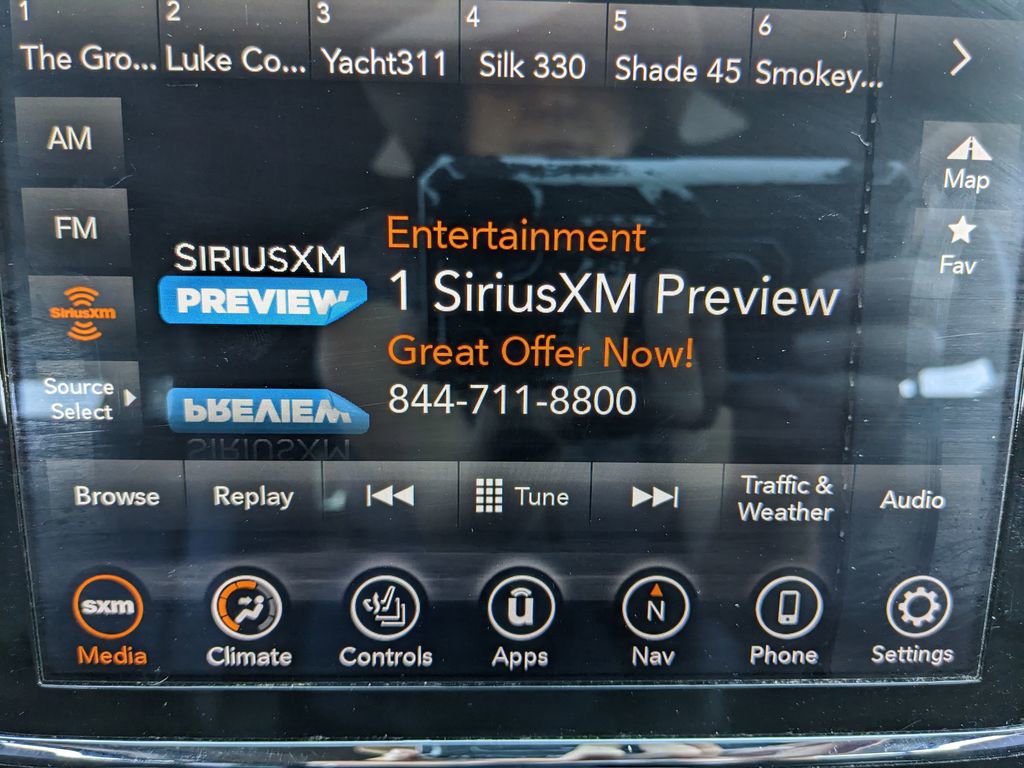 1 2 3 4 5 6
The Gro... Luke Co... Yacht311 Silk 330 Shade 45 Smokey...
AM
Map
FM
Fav
SIRIUSXM
PREVIEW
Entertainment
1 SiriusXM Preview
Great Offer Now!
844-711-8800
SiriusXM
Source
Select
PREVIEW
SIRIUSXM
Browse Replay Tune Traffic &
Weather Audio
sxm
N
Media Climate Controls Apps Nav Phone Settings